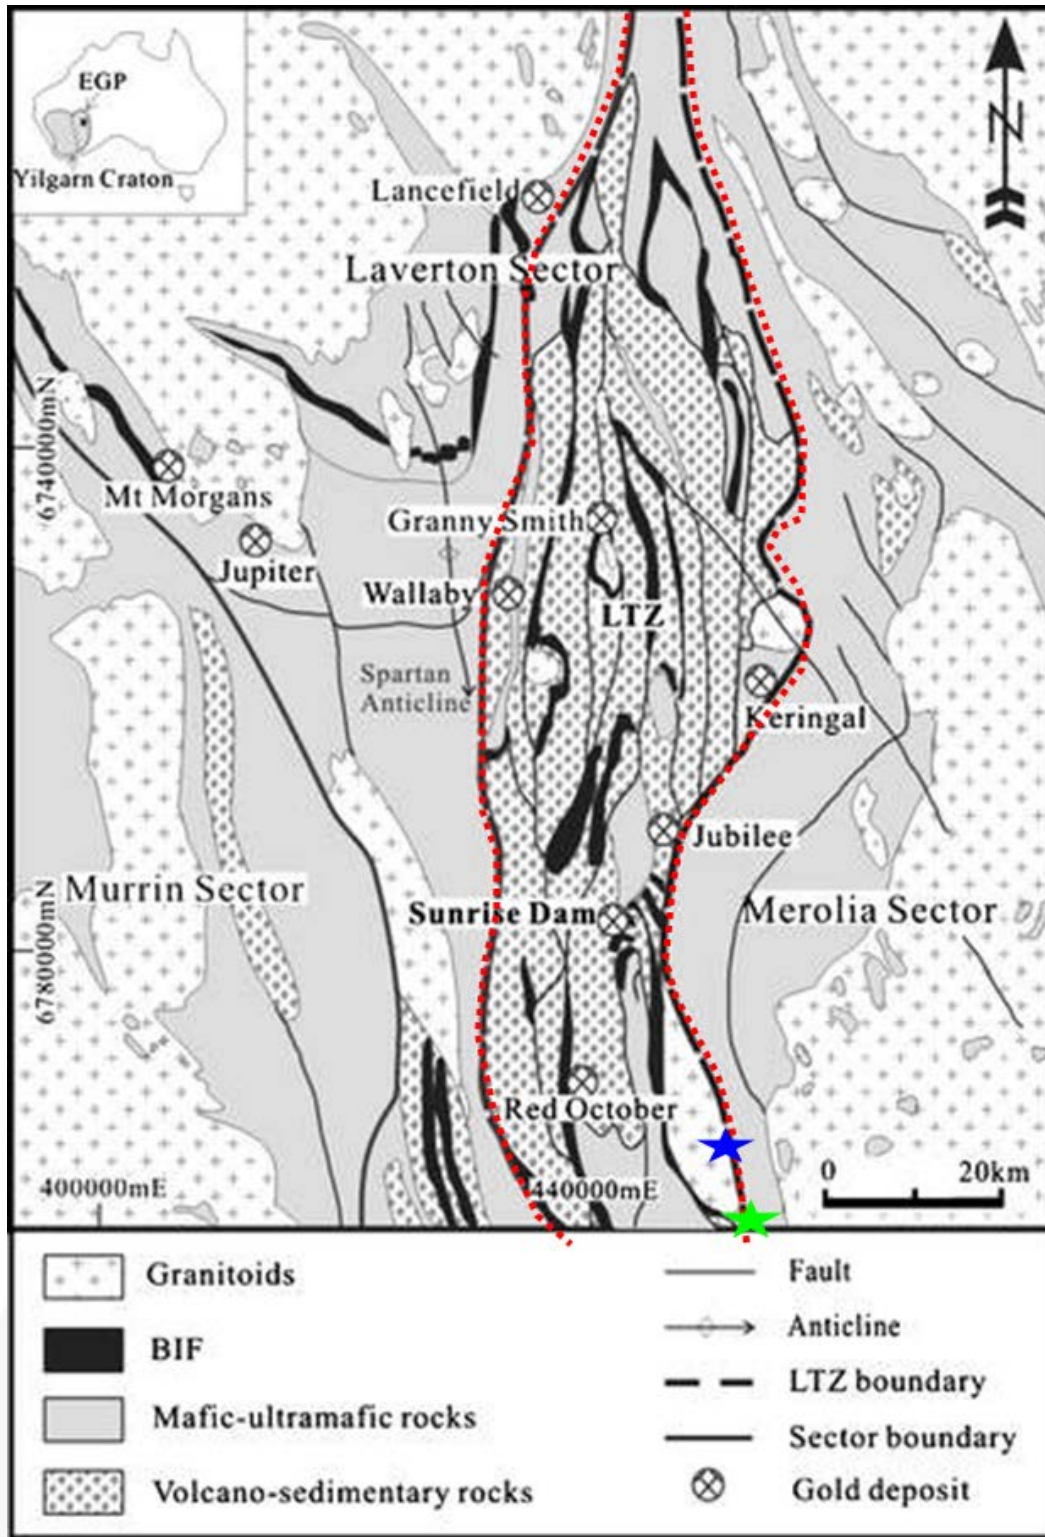 EGP
Yilgarn Craton
N
Lancefield
Laverton Sector
6740000mN
Mt Morgans
Granny Smith
Jupiter
Wallaby
LTZ
Spartan
Anticline
Keringal
Jubilee
Murrin Sector
Sunrise Dam
Merolia Sector
6780000mN
Red October
400000mE
440000mE
0 20km
Granitoids
BIF
Mafic-ultramafic rocks
Volcano-sedimentary rocks
Fault
Anticline
LTZ boundary
Sector boundary
Gold deposit